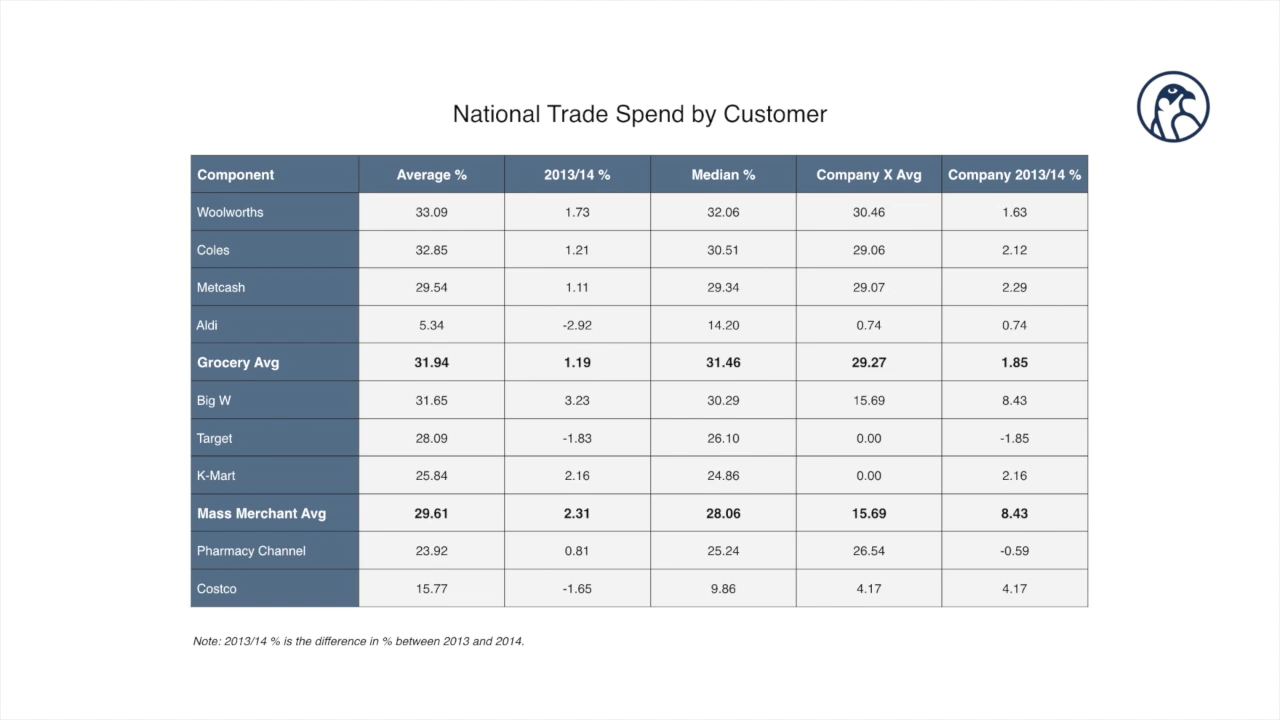 National Trade Spend by Customer
Component Average % 2013/14 % Median % Company X Avg Company 2013/14 %
Woolworths 33.09 1.73 32.06 30.46 1.63
Coles 32.85 1.21 30.51 29.06 2.12
Metcash 29.54 1.11 29.34 29.07 2.29
Aldi 5.34 -2.92 14.20 0.74 0.74
Grocery Avg 31.94 1.19 31.46 29.27 1.85
Big W 31.65 3.23 30.29 15.69 8.43
Target 28.09 -1.83 26.10 0.00 -1.85
K-Mart 25.84 2.16 24.86 0.00 2.16
Mass Merchant Avg 29.61 2.31 28.06 15.69 8.43
Pharmacy Channel 23.92 0.81 25.24 26.54 -0.59
Costco 15.77 -1.65 9.86 4.17 4.17
Note: 2013/14 % is the difference in % between 2013 and 2014.